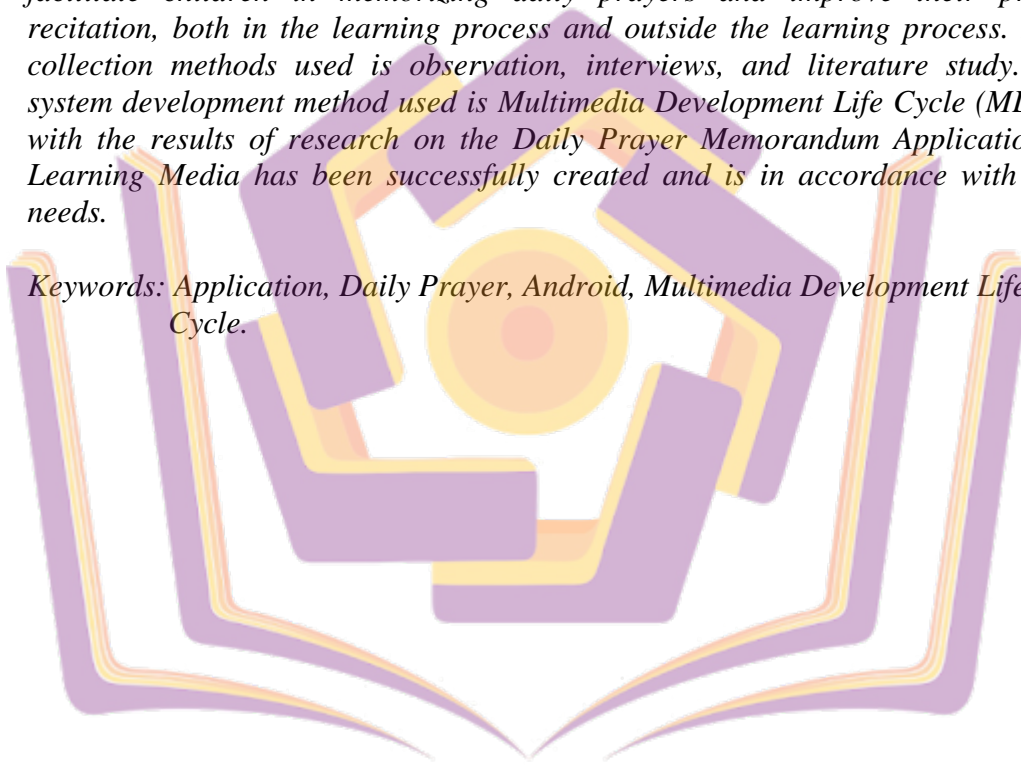 facilitate children in memorizing daily prayers and improve their
recitation, both in the learning process and outside the learning process.
collection methods used is observation, interviews, and literature study.
system development method used is Multimedia Development Life Cycle
with the results of research on the Daily Prayer Memorandum
Learning Media has been successfully created and is in accordance with
needs.
Keywords: Application, Daily Prayer, Android, Multimedia Development Life
Cycle.